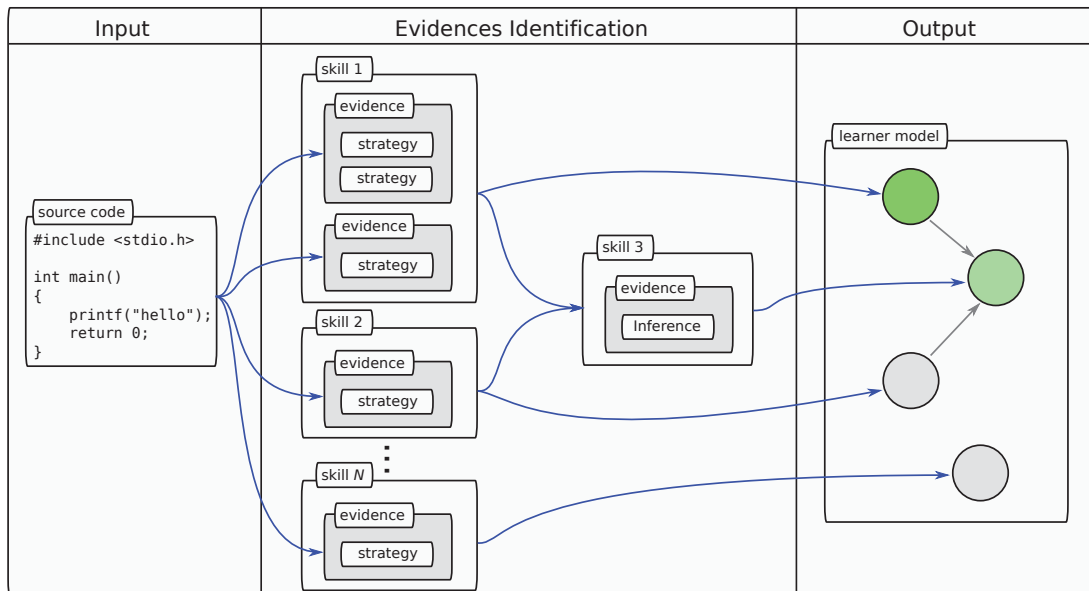 Input
Evidences Identification
Output
source code
#include <stdio.h>
int main()
{
    printf("hello");
    return 0;
}
skill 1
evidence
strategy
strategy
evidence
strategy
skill 2
evidence
strategy
skill N
evidence
strategy
skill 3
evidence
Inference
learner model